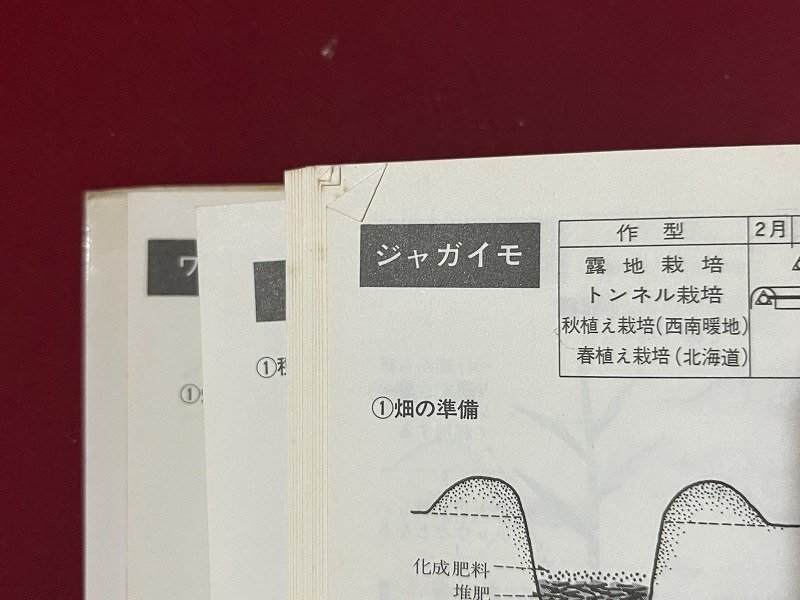 ジャガイモ
作型 2月
露地栽培
トンネル栽培
秋植え栽培(西南暖地)
春植え栽培(北海道)
①畑の準備
化成肥料
堆肥
①
①